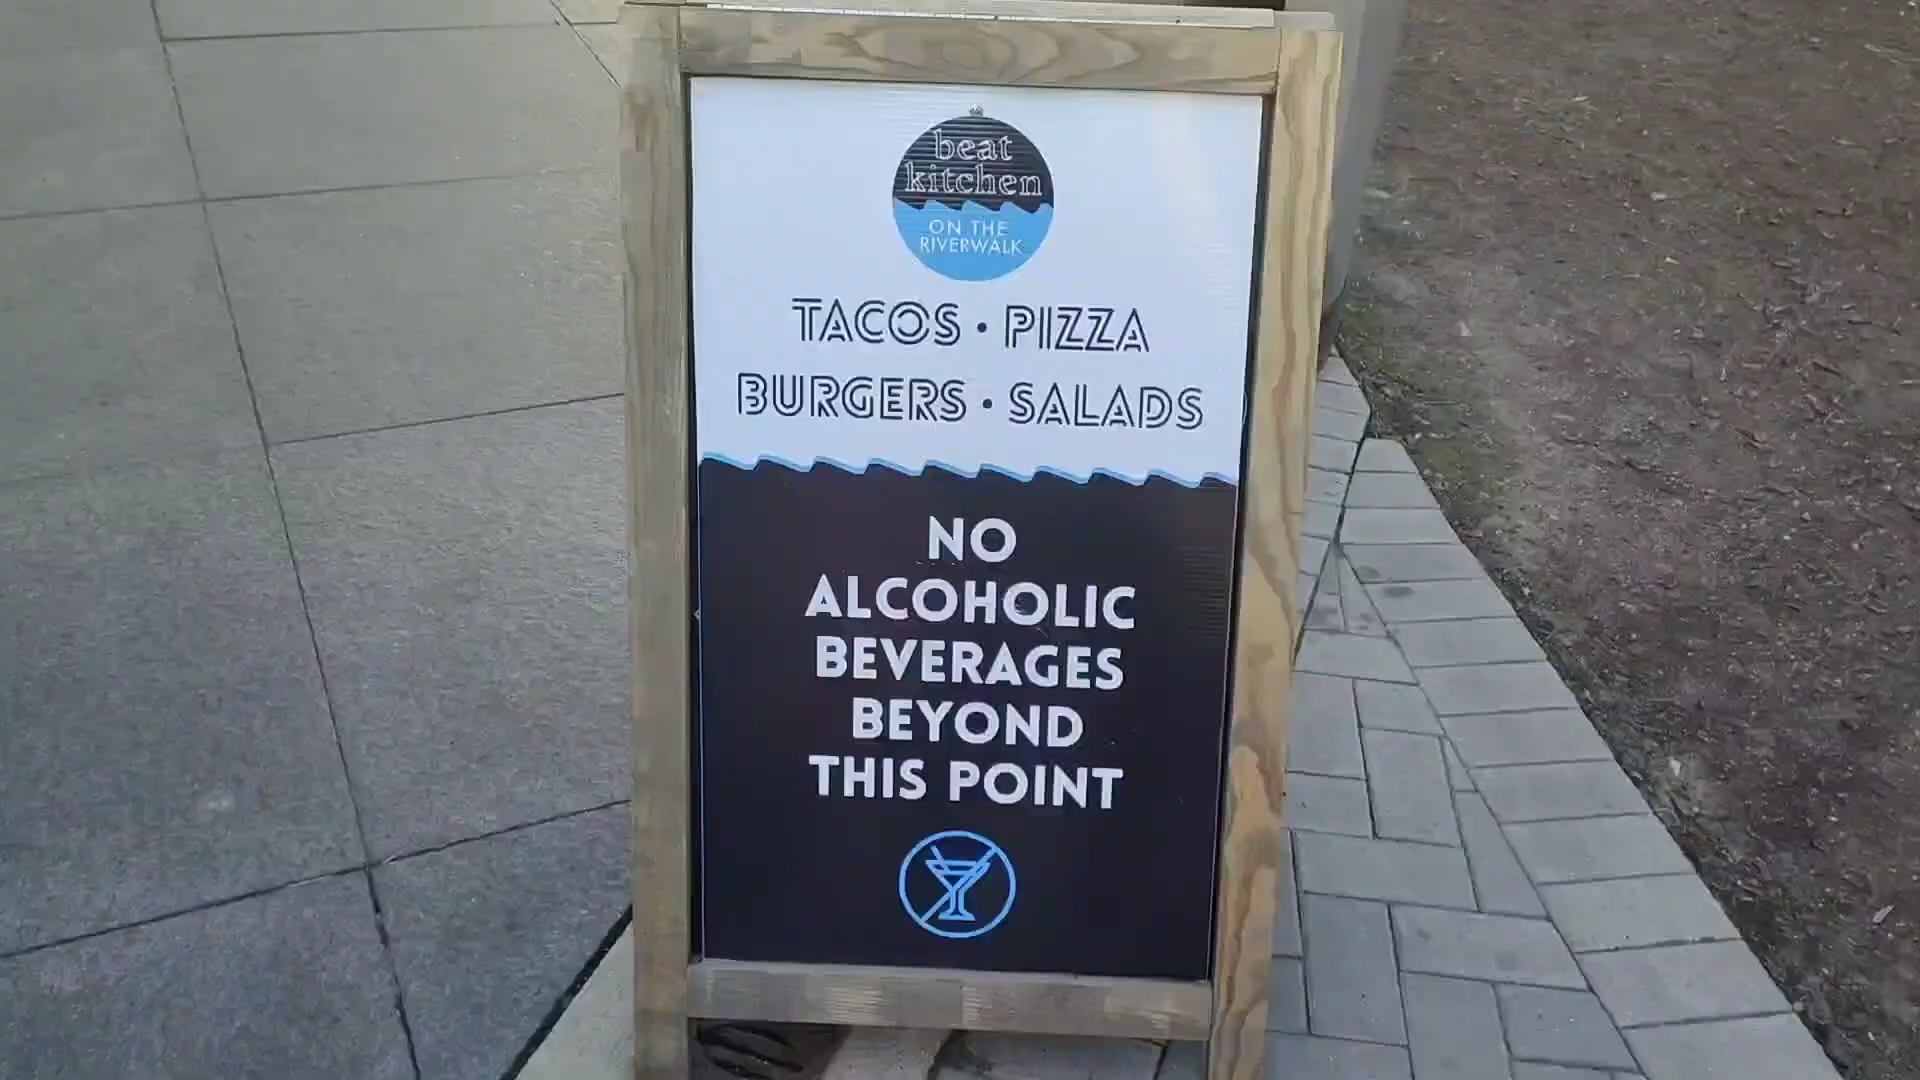 beat
kitchen
ON THE
RIVERWALK
TACOS • PIZZA
BURGERS • SALADS
NO
ALCOHOLIC
BEVERAGES
BEYOND
THIS POINT